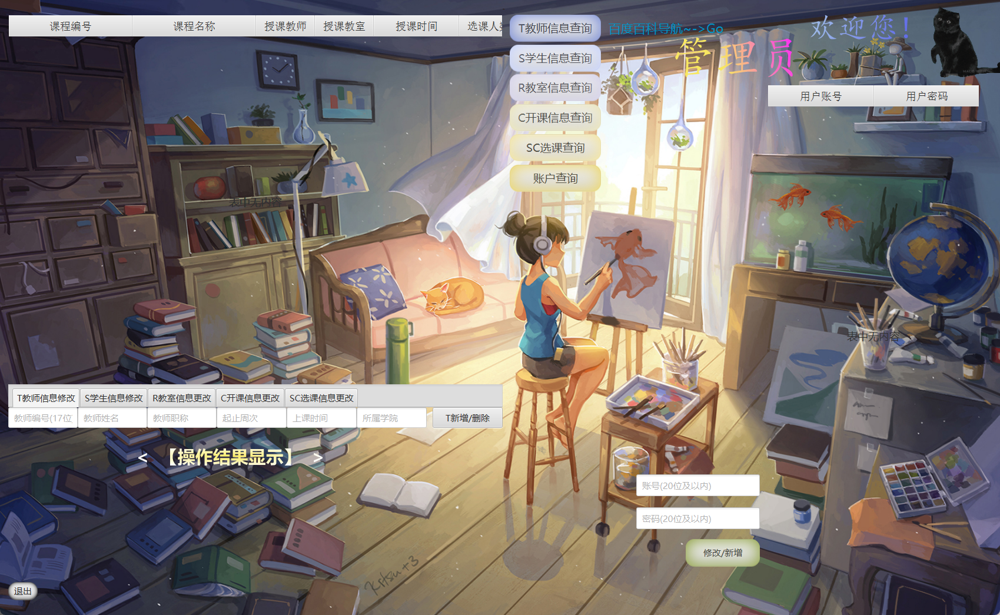 课程编号 课程名称 授课教师 授课教室 授课时间 选课人数
T教师信息查询
百度百科导航~->Go
欢迎您!
管理员
S学生信息查询
R教室信息查询
C开课信息查询
SC选课查询
账户查询
用户账号 用户密码
表中无内容
表中无内容
T教师信息修改 S学生信息修改 R教室信息更改 C开课信息更改 SC选课信息更改
教师编号(17位 教师姓名 教师职称 起止周次 上课时间 所属学院 T新增/删除
< 【操作结果显示】 >
账号(20位及以内)
密码(20位及以内)
修改/新增
退出